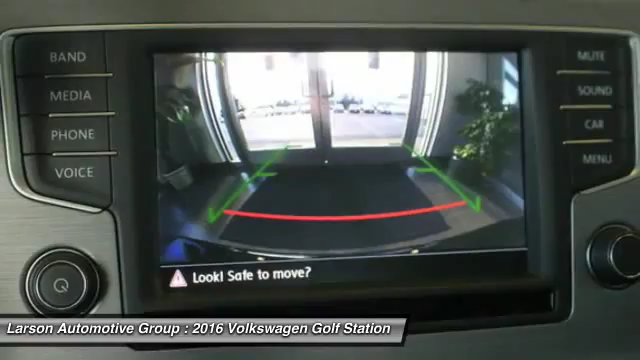 BAND
MEDIA
PHONE
VOICE
MUTE
SOUND
CAR
MENU
Look! Safe to move?
Larson Automotive Group : 2016 Volkswagen Golf Station